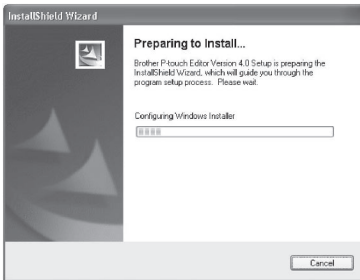 InstallShield Wizard
Preparing to Install...
Brother P-touch Editor Version 4.0 Setup is preparing the
InstallShield Wizard, which will guide you through the
program setup process. Please wait.
Configuring Windows Installer
Cancel